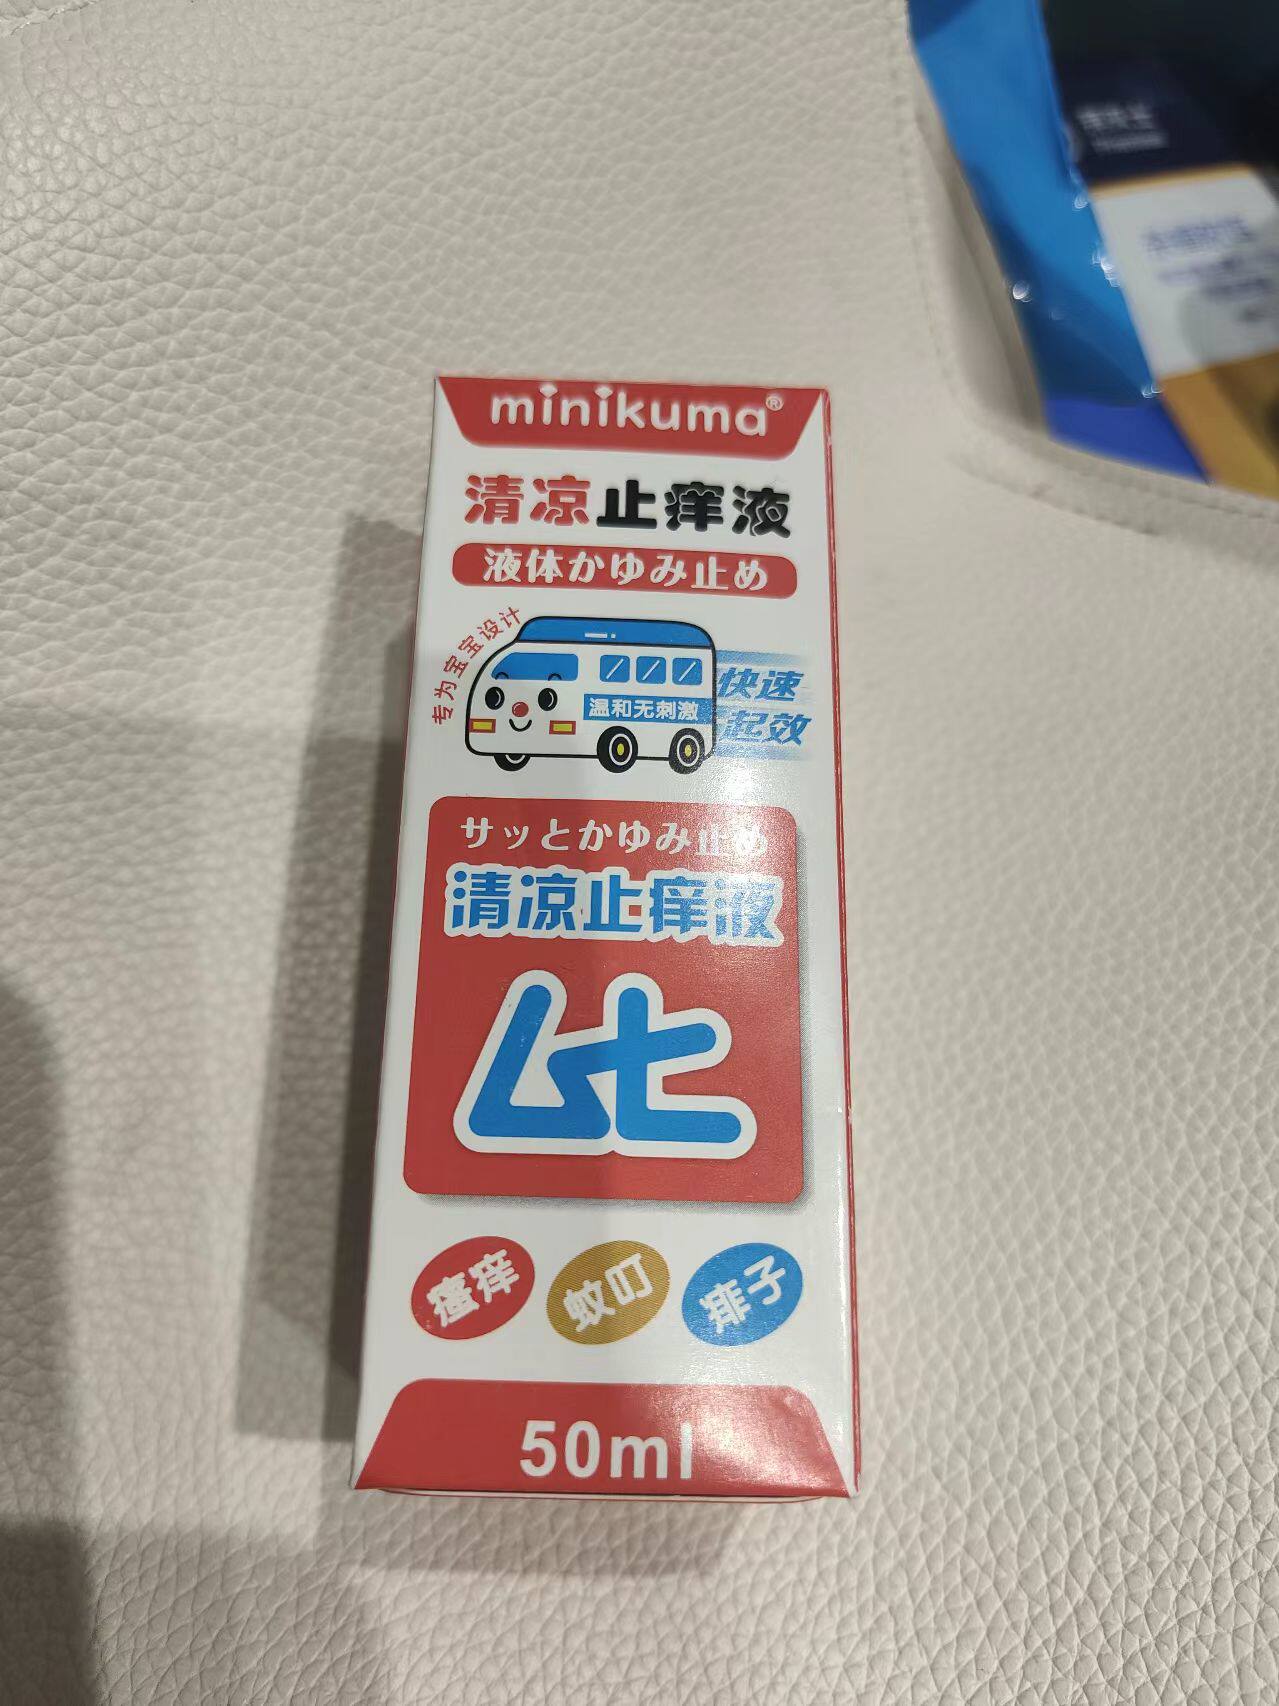 minikuma®
清凉止痒液
液体かゆみ止め
专为宝宝设计
温和无刺激
快速
起效
サッとかゆみ止め
清凉止痒液
瘙痒
蚊叮
痱子
50ml